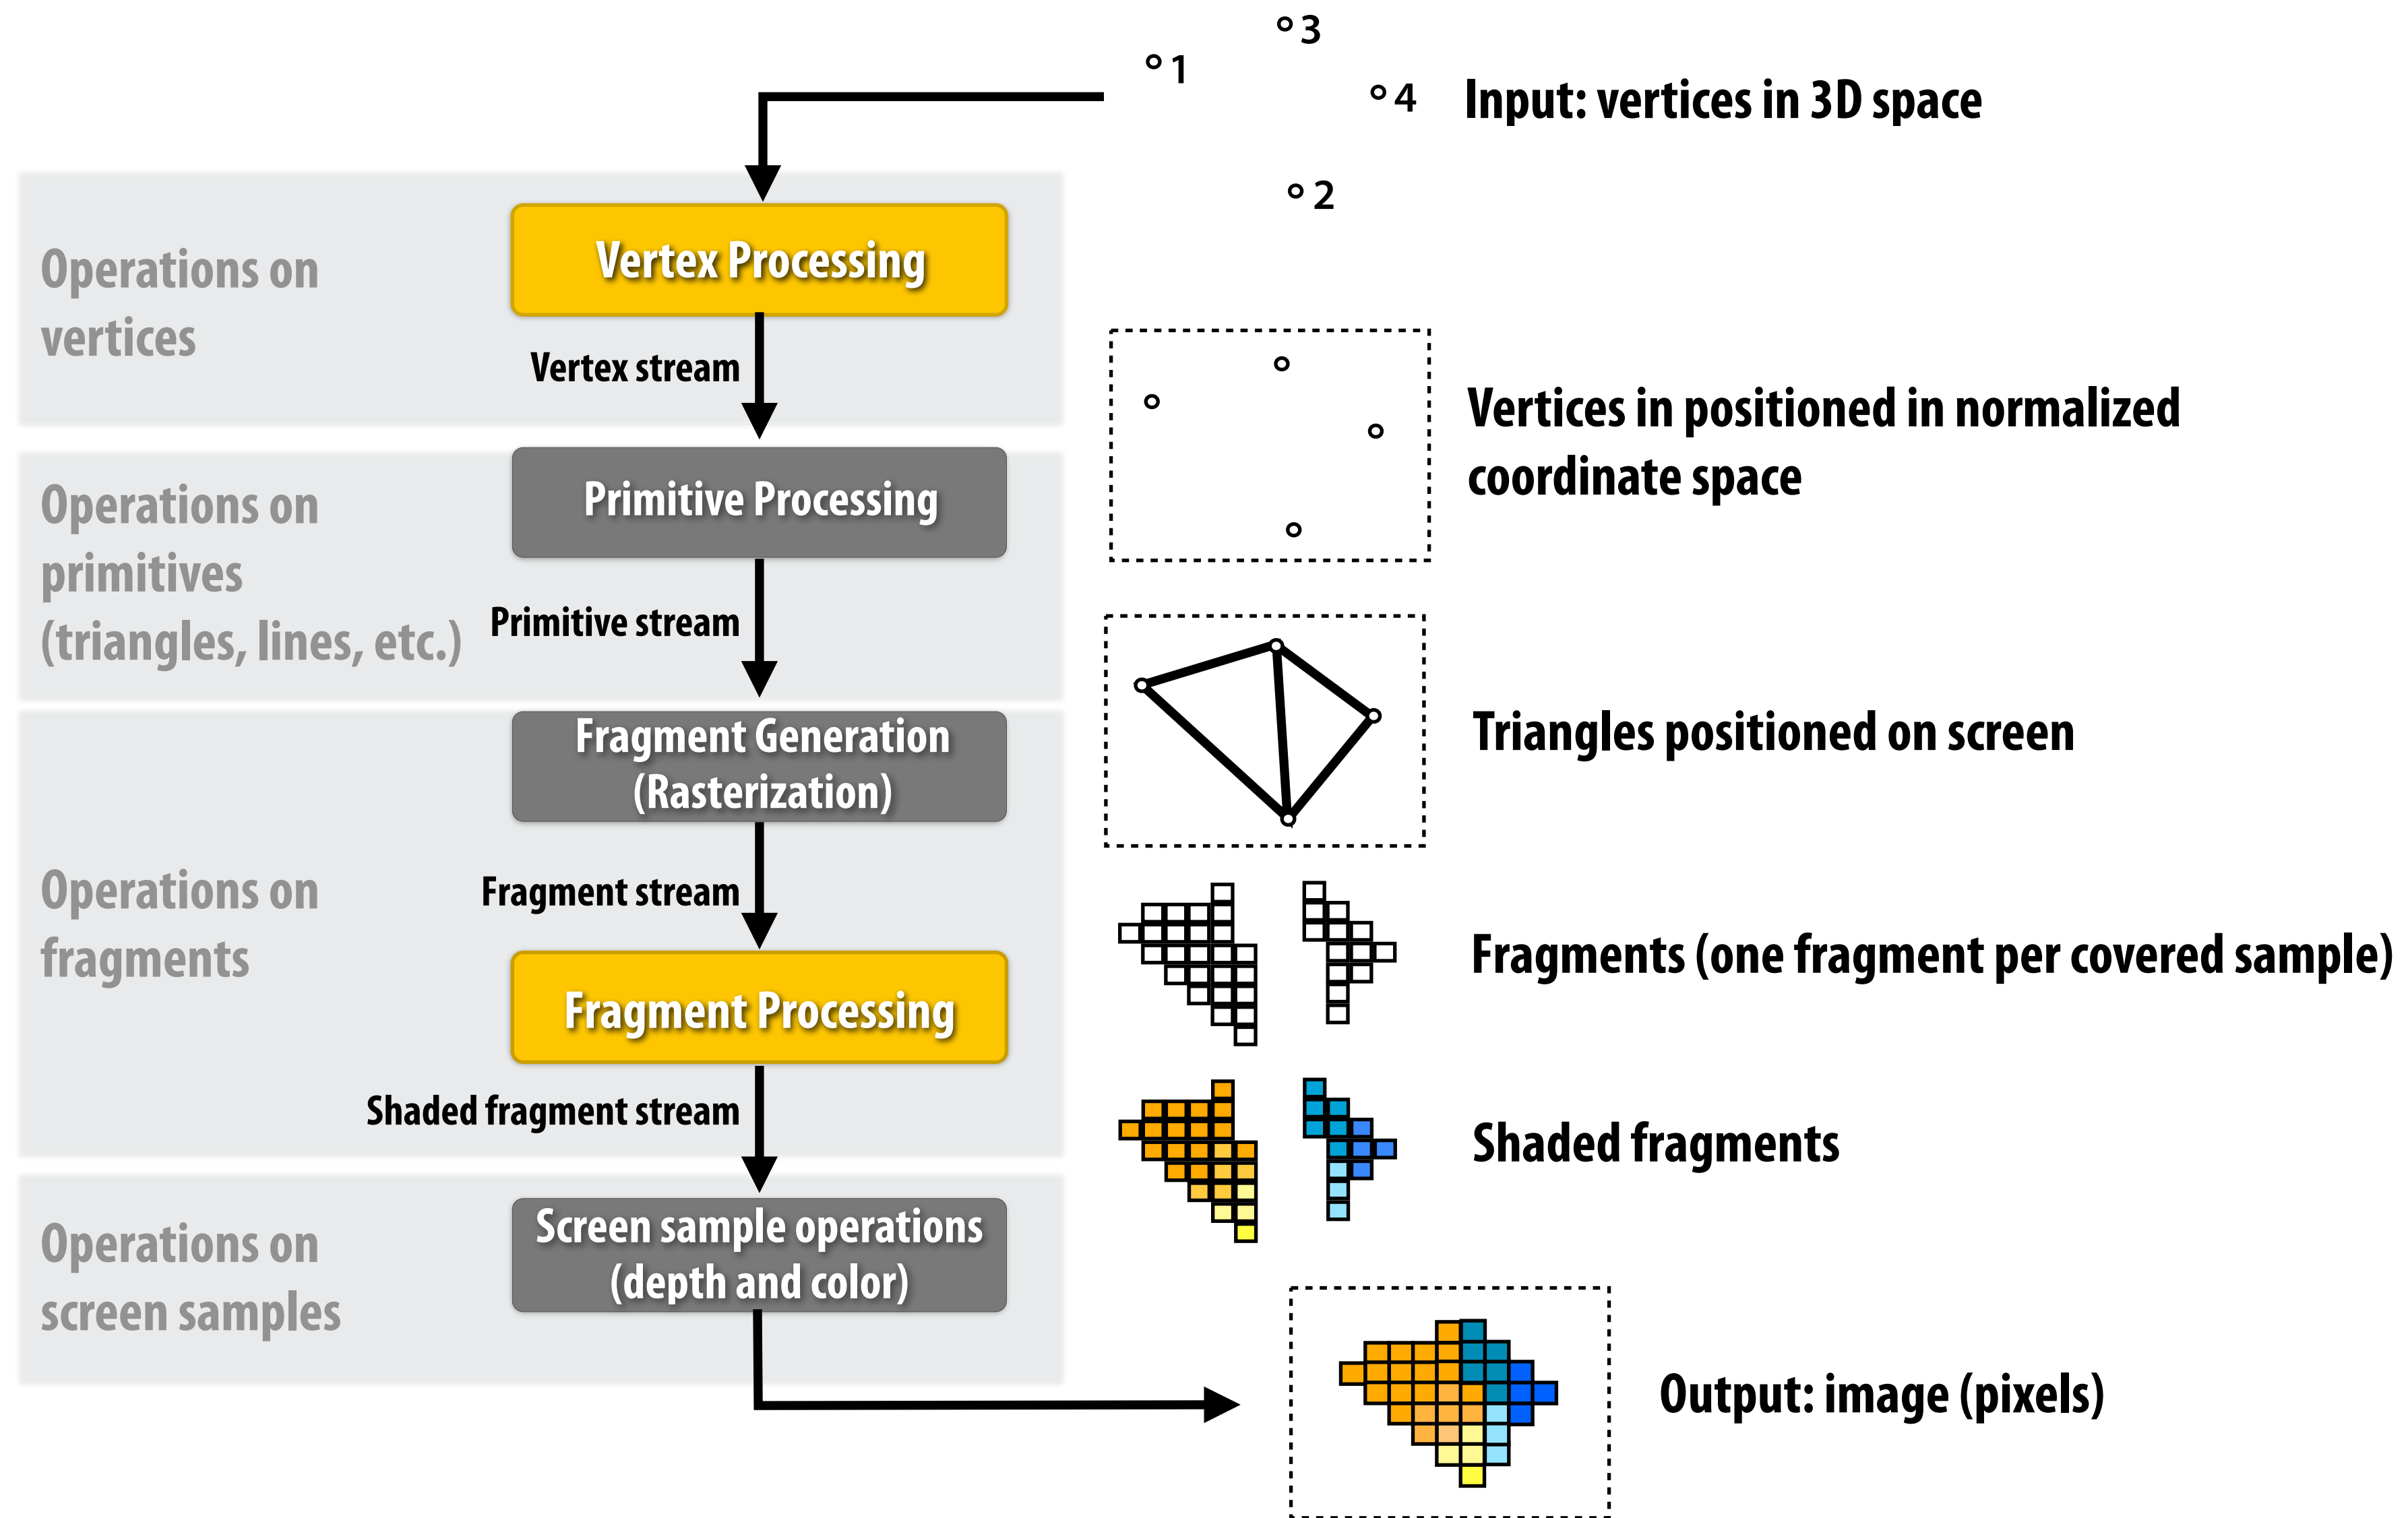 3
1
4
Input: vertices in 3D space
2
Operations on
vertices
Vertex Processing
Vertex stream
Vertices in positioned in normalized
coordinate space
Operations on
primitives
(triangles, lines, etc.)
Primitive Processing
Primitive stream
Triangles positioned on screen
Operations on
fragments
Fragment Generation
(Rasterization)
Fragment stream
Fragments (one fragment per covered sample)
Fragment Processing
Shaded fragment stream
Shaded fragments
Operations on
screen samples
Screen sample operations
(depth and color)
Output: image (pixels)